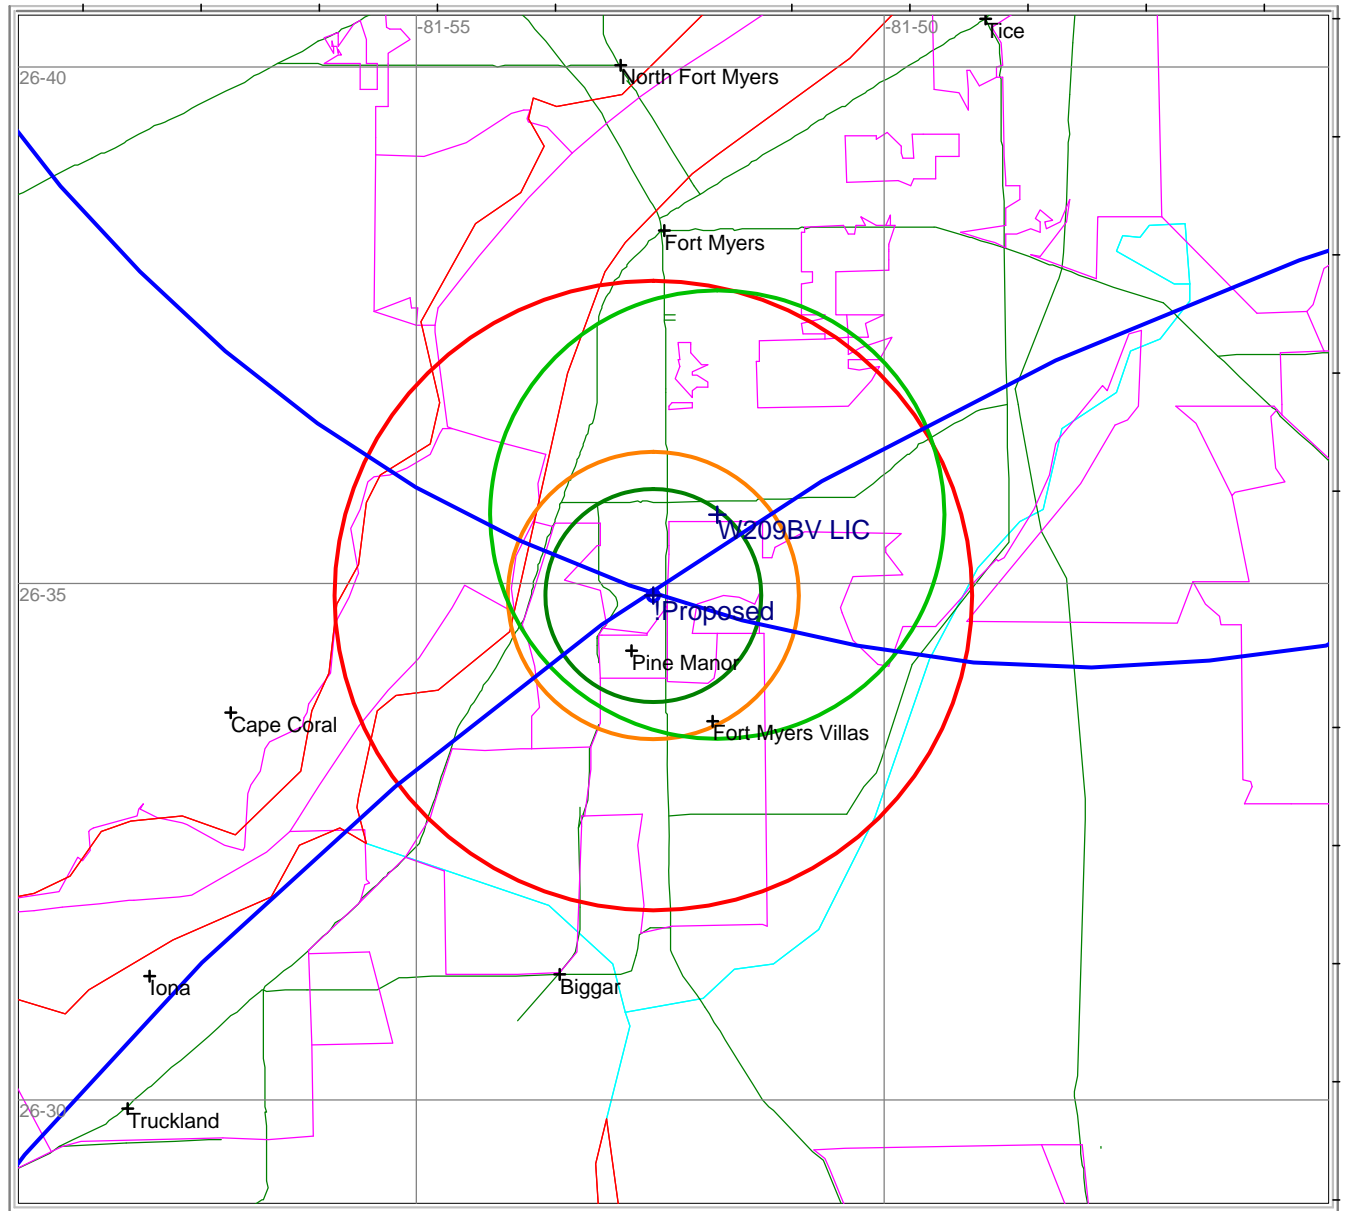 -81-55
-81-50
Tice
26-40
North Fort Myers
Fort Myers
W209BV LIC
26-35
!Proposed
Pine Manor
Cape Coral
Fort Myers Villas
Iona
Biggar
26-30
Truckland